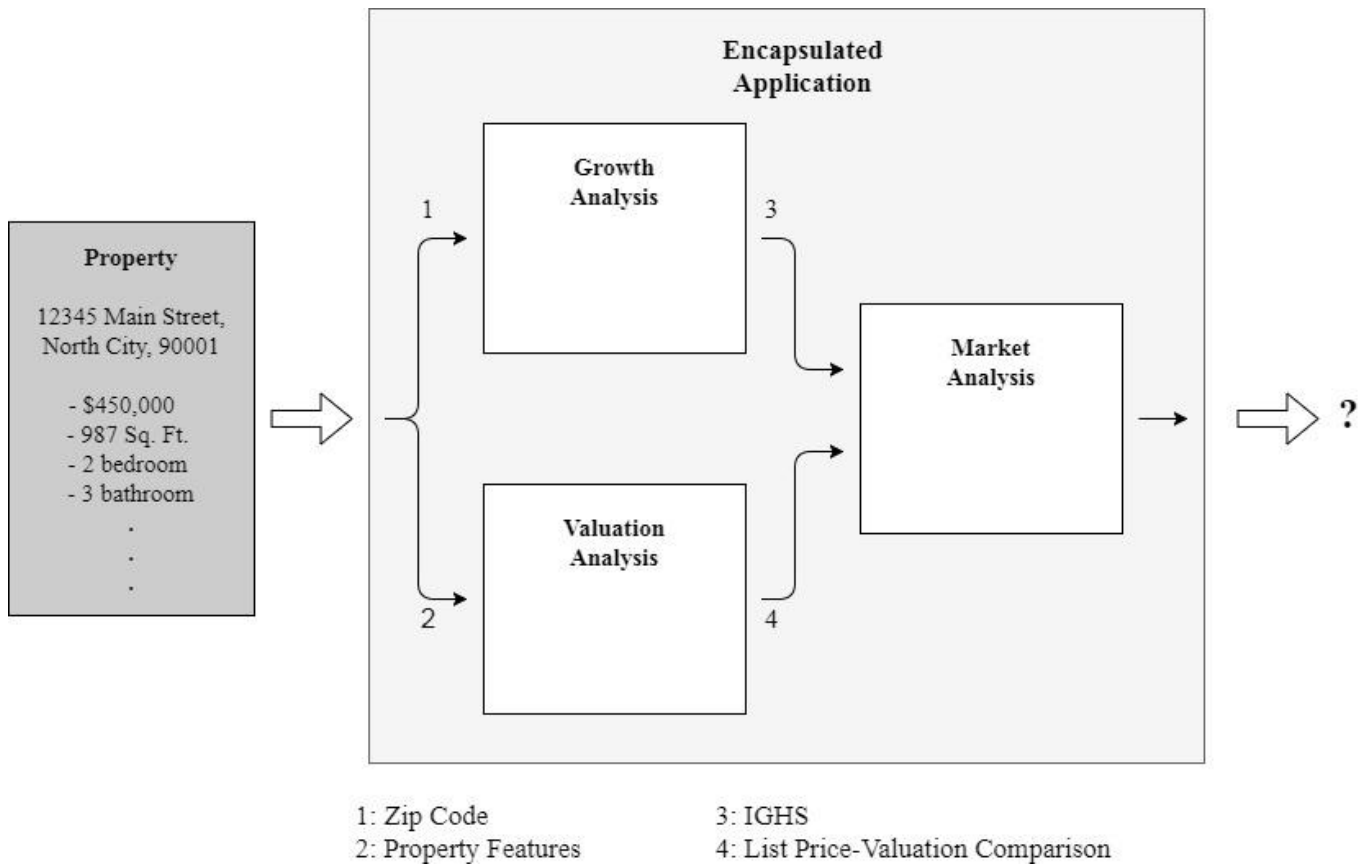 Encapsulated
Application
Growth
Analysis
1
3
Property
12345 Main Street,
North City, 90001
- $450,000
- 987 Sq. Ft.
- 2 bedroom
- 3 bathroom
.
.
.
Market
Analysis
?
Valuation
Analysis
2
4
1: Zip Code
2: Property Features
3: IGHS
4: List Price-Valuation Comparison